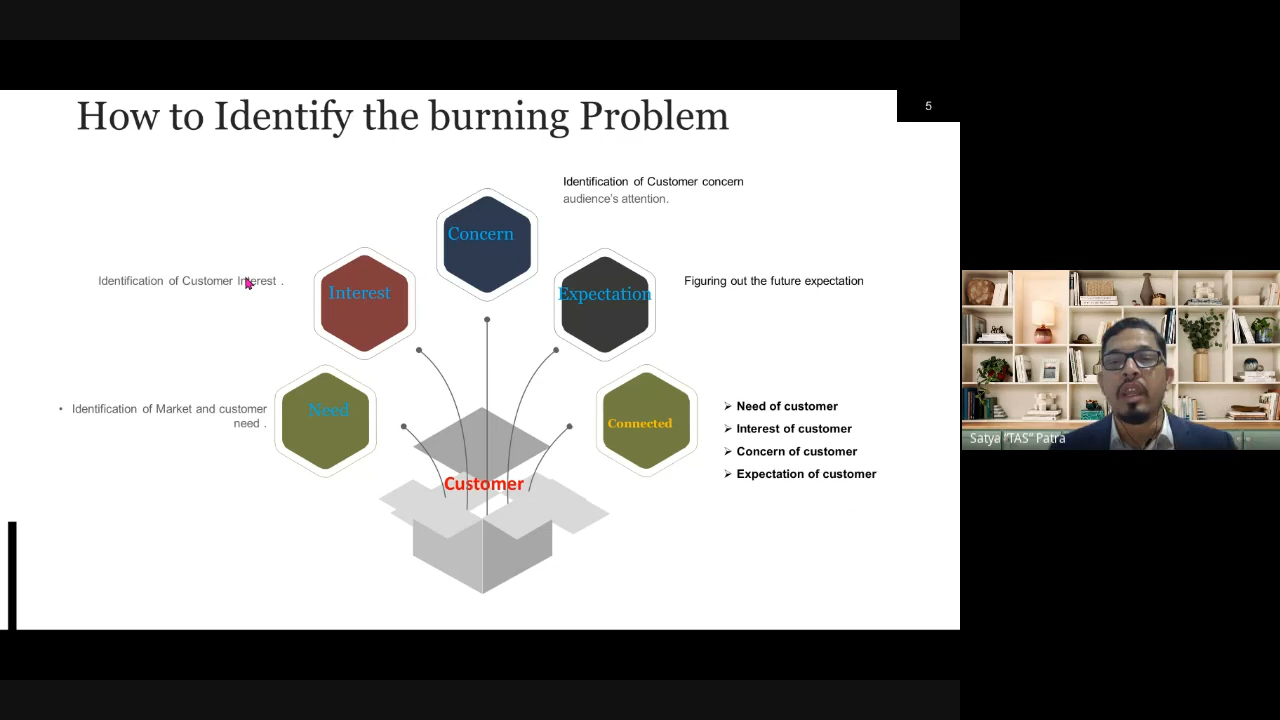 How to Identify the burning Problem
5
Identification of Customer concern
audience's attention.
Concern
Identification of Customer Interest .
Interest
Expectation
Figuring out the future expectation
• Identification of Market and customer
need .
Need
Connected
➢ Need of customer
➢ Interest of customer
➢ Concern of customer
➢ Expectation of customer
Customer
Satya "TAS" Patra